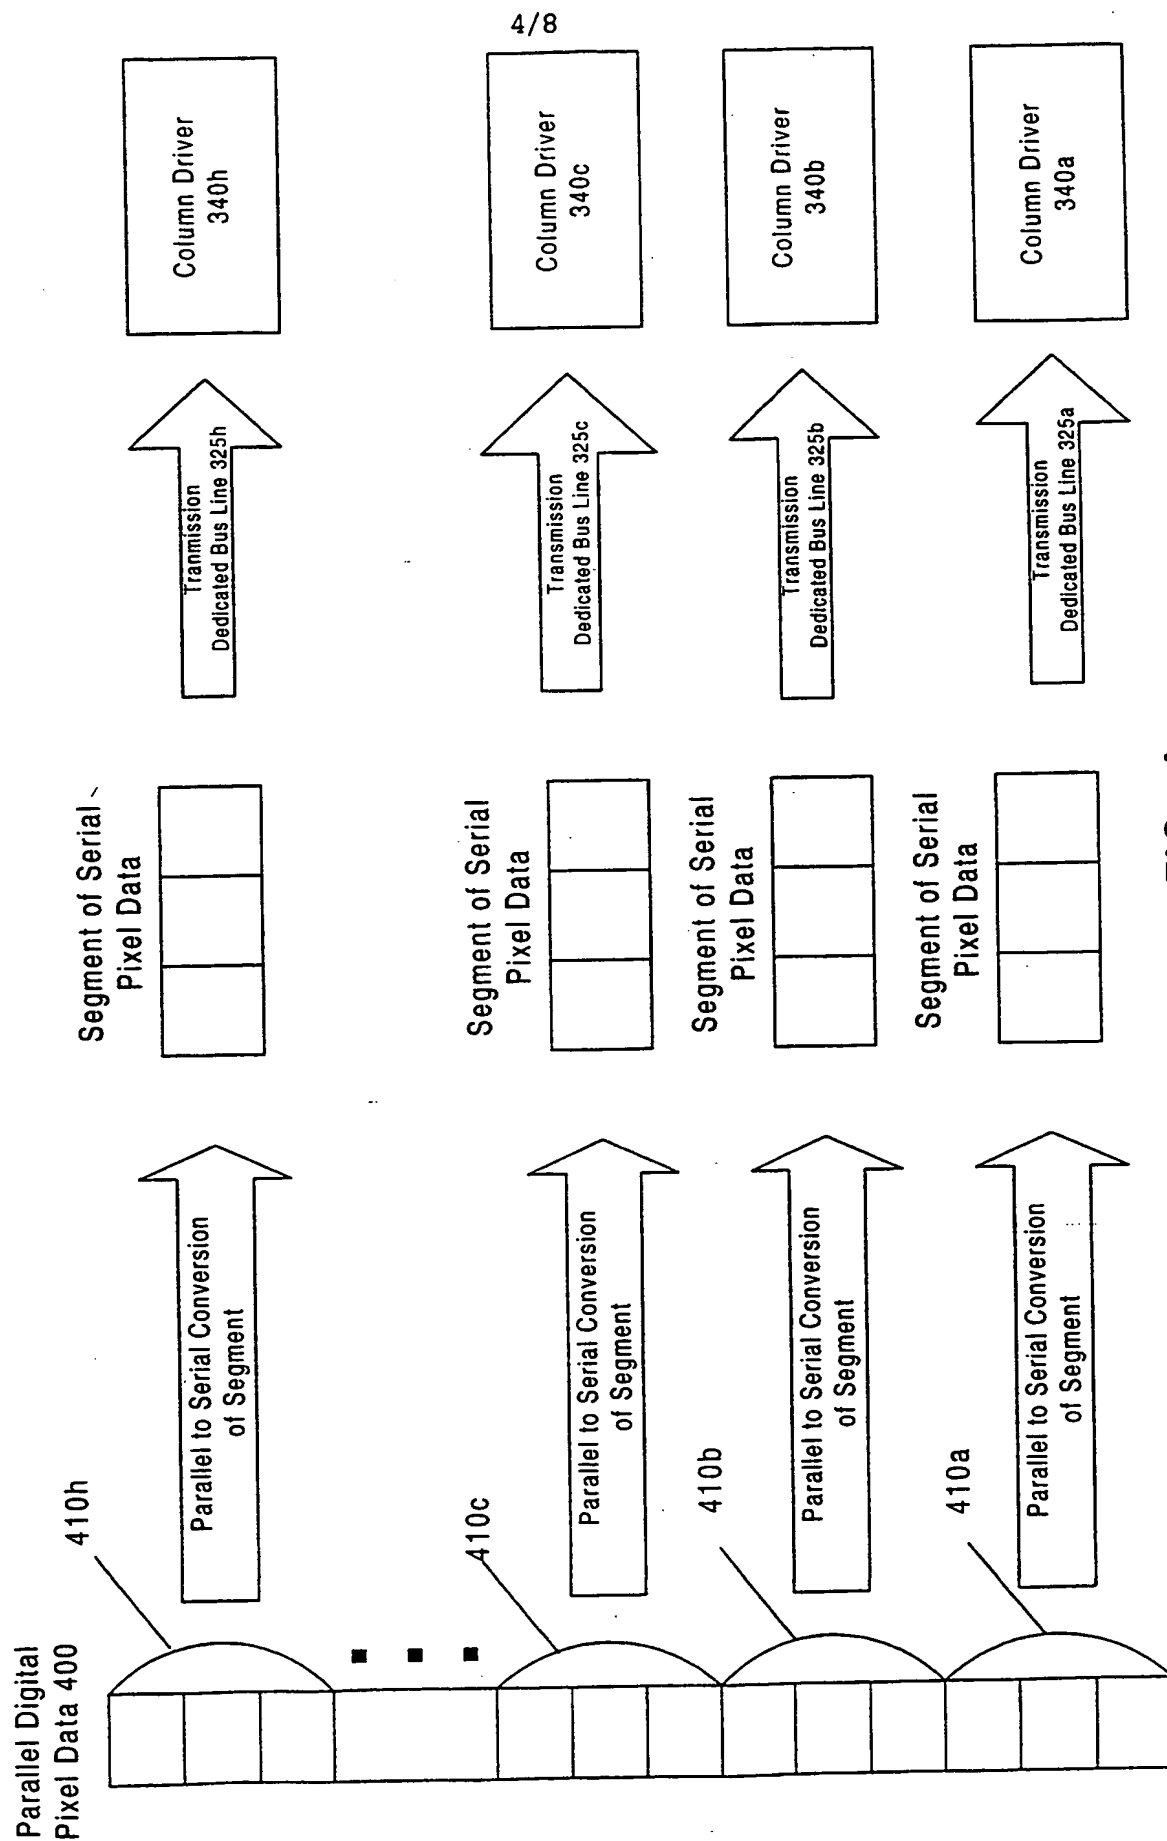 4/8
Parallel Digital
Pixel Data 400
410h
Parallel to Serial Conversion
of Segment
Segment of Serial
Pixel Data
Tranmission
Dedicated Bus Line 325h
Column Driver
340h
410c
Parallel to Serial Conversion
of Segment
Segment of Serial
Pixel Data
Transmission
Dedicated Bus Line 325c
Column Driver
340c
410b
Parallel to Serial Conversion
of Segment
Segment of Serial
Pixel Data
Transmission
Dedicated Bus Line 325b
Column Driver
340b
410a
Parallel to Serial Conversion
of Segment
Segment of Serial
Pixel Data
Transmission
Dedicated Bus Line 325a
Column Driver
340a